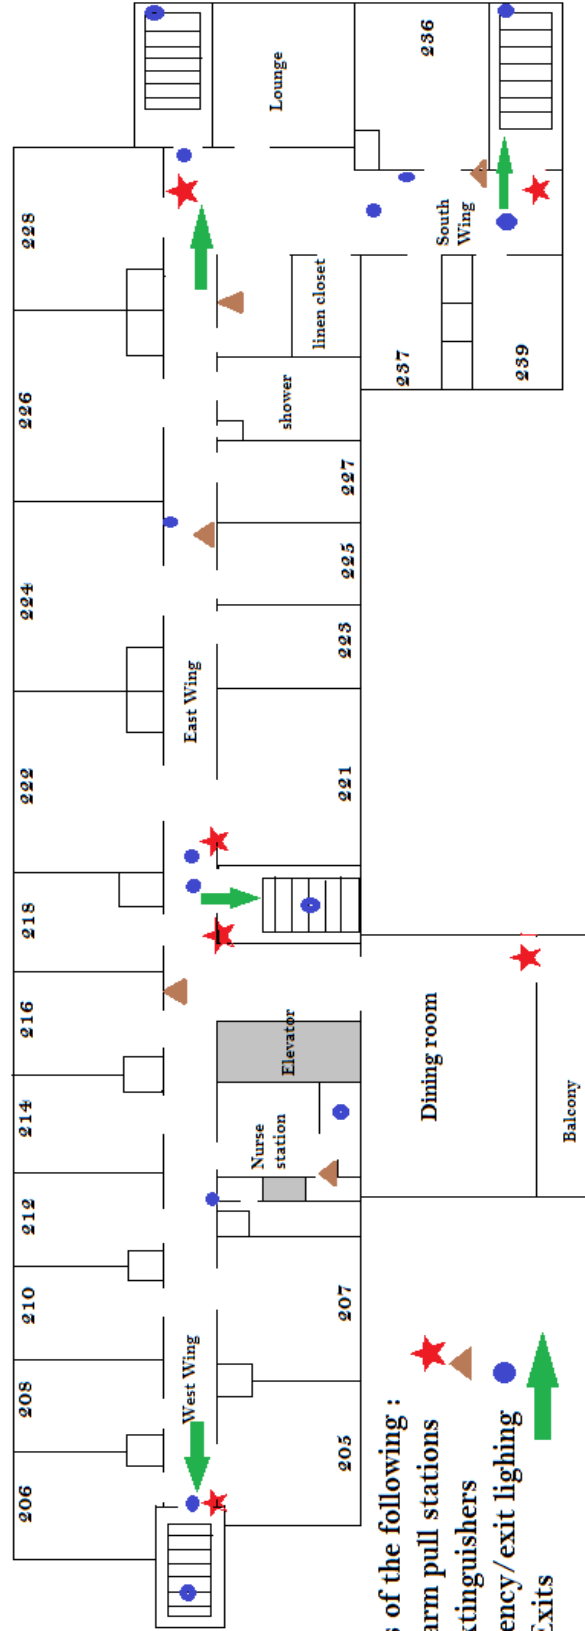 206 208 210 212 214 216 218 222 224 226 228
West Wing
East Wing
Nurse
station
Elevator
shower
linen closet
Lounge
205 207 221 223 225 227
237
236
South
Wing
239
Dining room
Balcony
s of the following :
arm pull stations
xtinguishers
ency/exit lighing
Exits